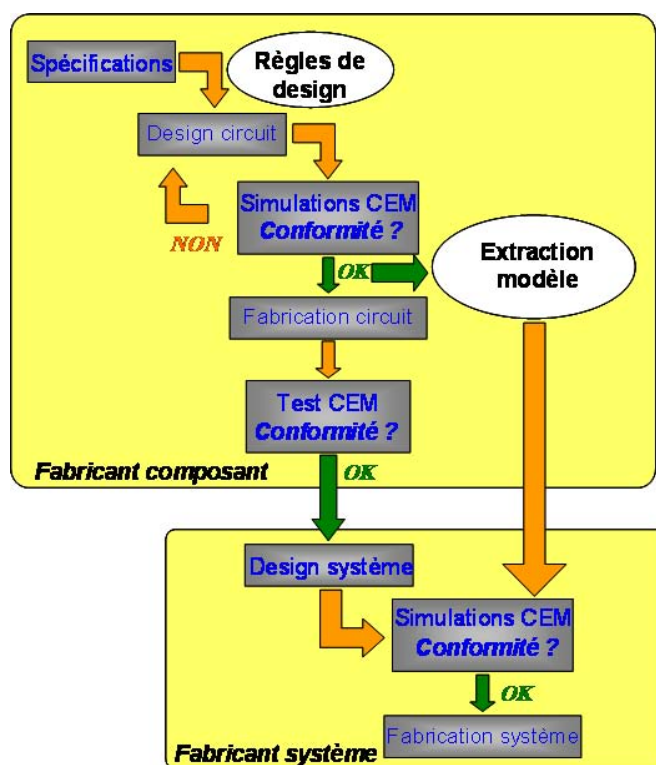 Spécifications
Règles de
design
Design circuit
Simulations CEM
Conformité ?
NON
OK
Extraction
modèle
Fabrication circuit
Test CEM
Conformité ?
OK
Fabricant composant
Design système
Simulations CEM
Conformité ?
OK
Fabrication système
Fabricant système